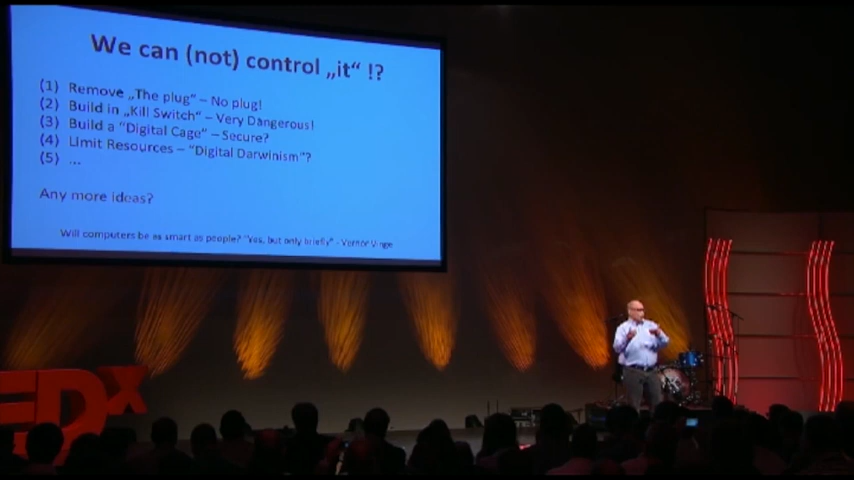 We can (not) control „it“ !?
(1) Remove „The plug“ – No plug!
(2) Build in „Kill Switch“ – Very Dangerous!
(3) Build a “Digital Cage“ – Secure?
(4) Limit Resources – “Digital Darwinism“?
(5) ...
Any more ideas?
Will computers be as smart as people? "Yes, but only briefly" - Vernor Vinge
EDx